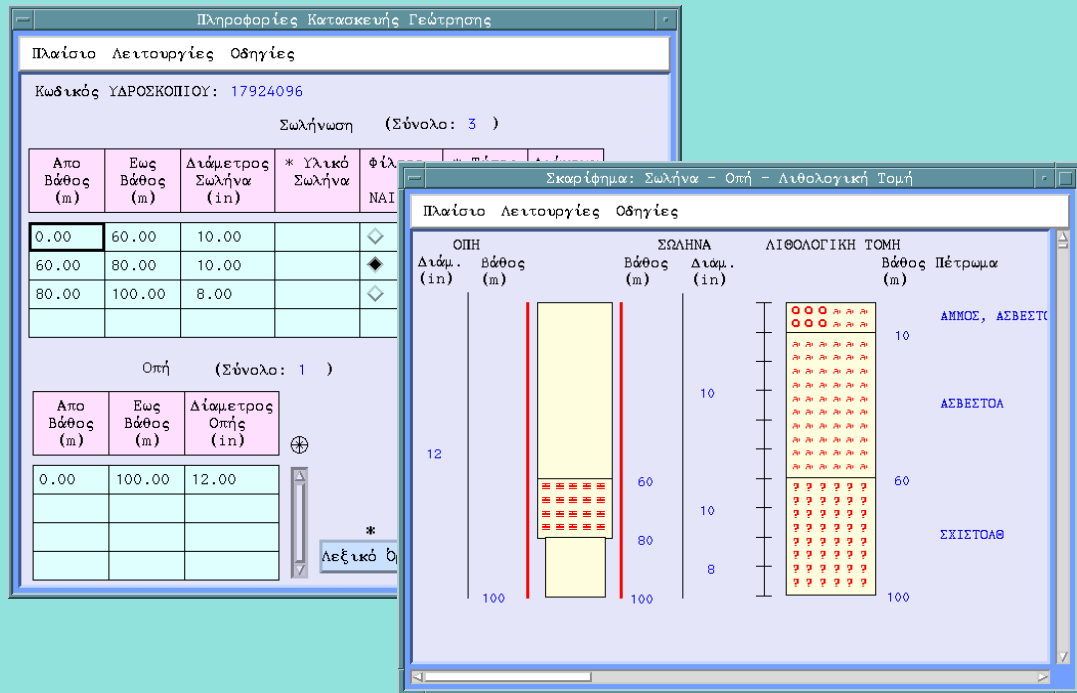 Πληροφορίες Κατασκευής Γεώτρησης
Πλαίσιο Λειτουργίες Οδηγίες
Κωδικός ΥΔΡΟΣΚΟΠΙΟΥ: 17924096
Σωλήνωση (Σύνολο: 3 )
Απο Βάθος (m) Εως Βάθος (m) Διάμετρος Σωλήνα (in) * Υλικό Σωλήνα ΝΑΙ
0.00 60.00 10.00
60.00 80.00 10.00
80.00 100.00 8.00
Οπή (Σύνολο: 1 )
Απο Βάθος (m) Εως Βάθος (m) Δίαμετρος Οπής (in)
0.00 100.00 12.00
*
Λεξικό
Σκαρίφημα: Σωλήνα - Οπή - Λιθολογική Τομή
Πλαίσιο Λειτουργίες Οδηγίες
ΟΠΗ ΣΩΛΗΝΑ ΛΙΘΟΛΟΓΙΚΗ ΤΟΜΗ
Διάμ. Βάθος Βάθος Διάμ. Βάθος Πέτρωμα
(in) (m) (m) (in) (m)
ΑΜΜΟΣ, ΑΣΒΕΣΤΟ
10
10
ΑΣΒΕΣΤΟΛ
12
60 60
10
80
ΣΧΙΣΤΟΑΘ
8
100 100 100